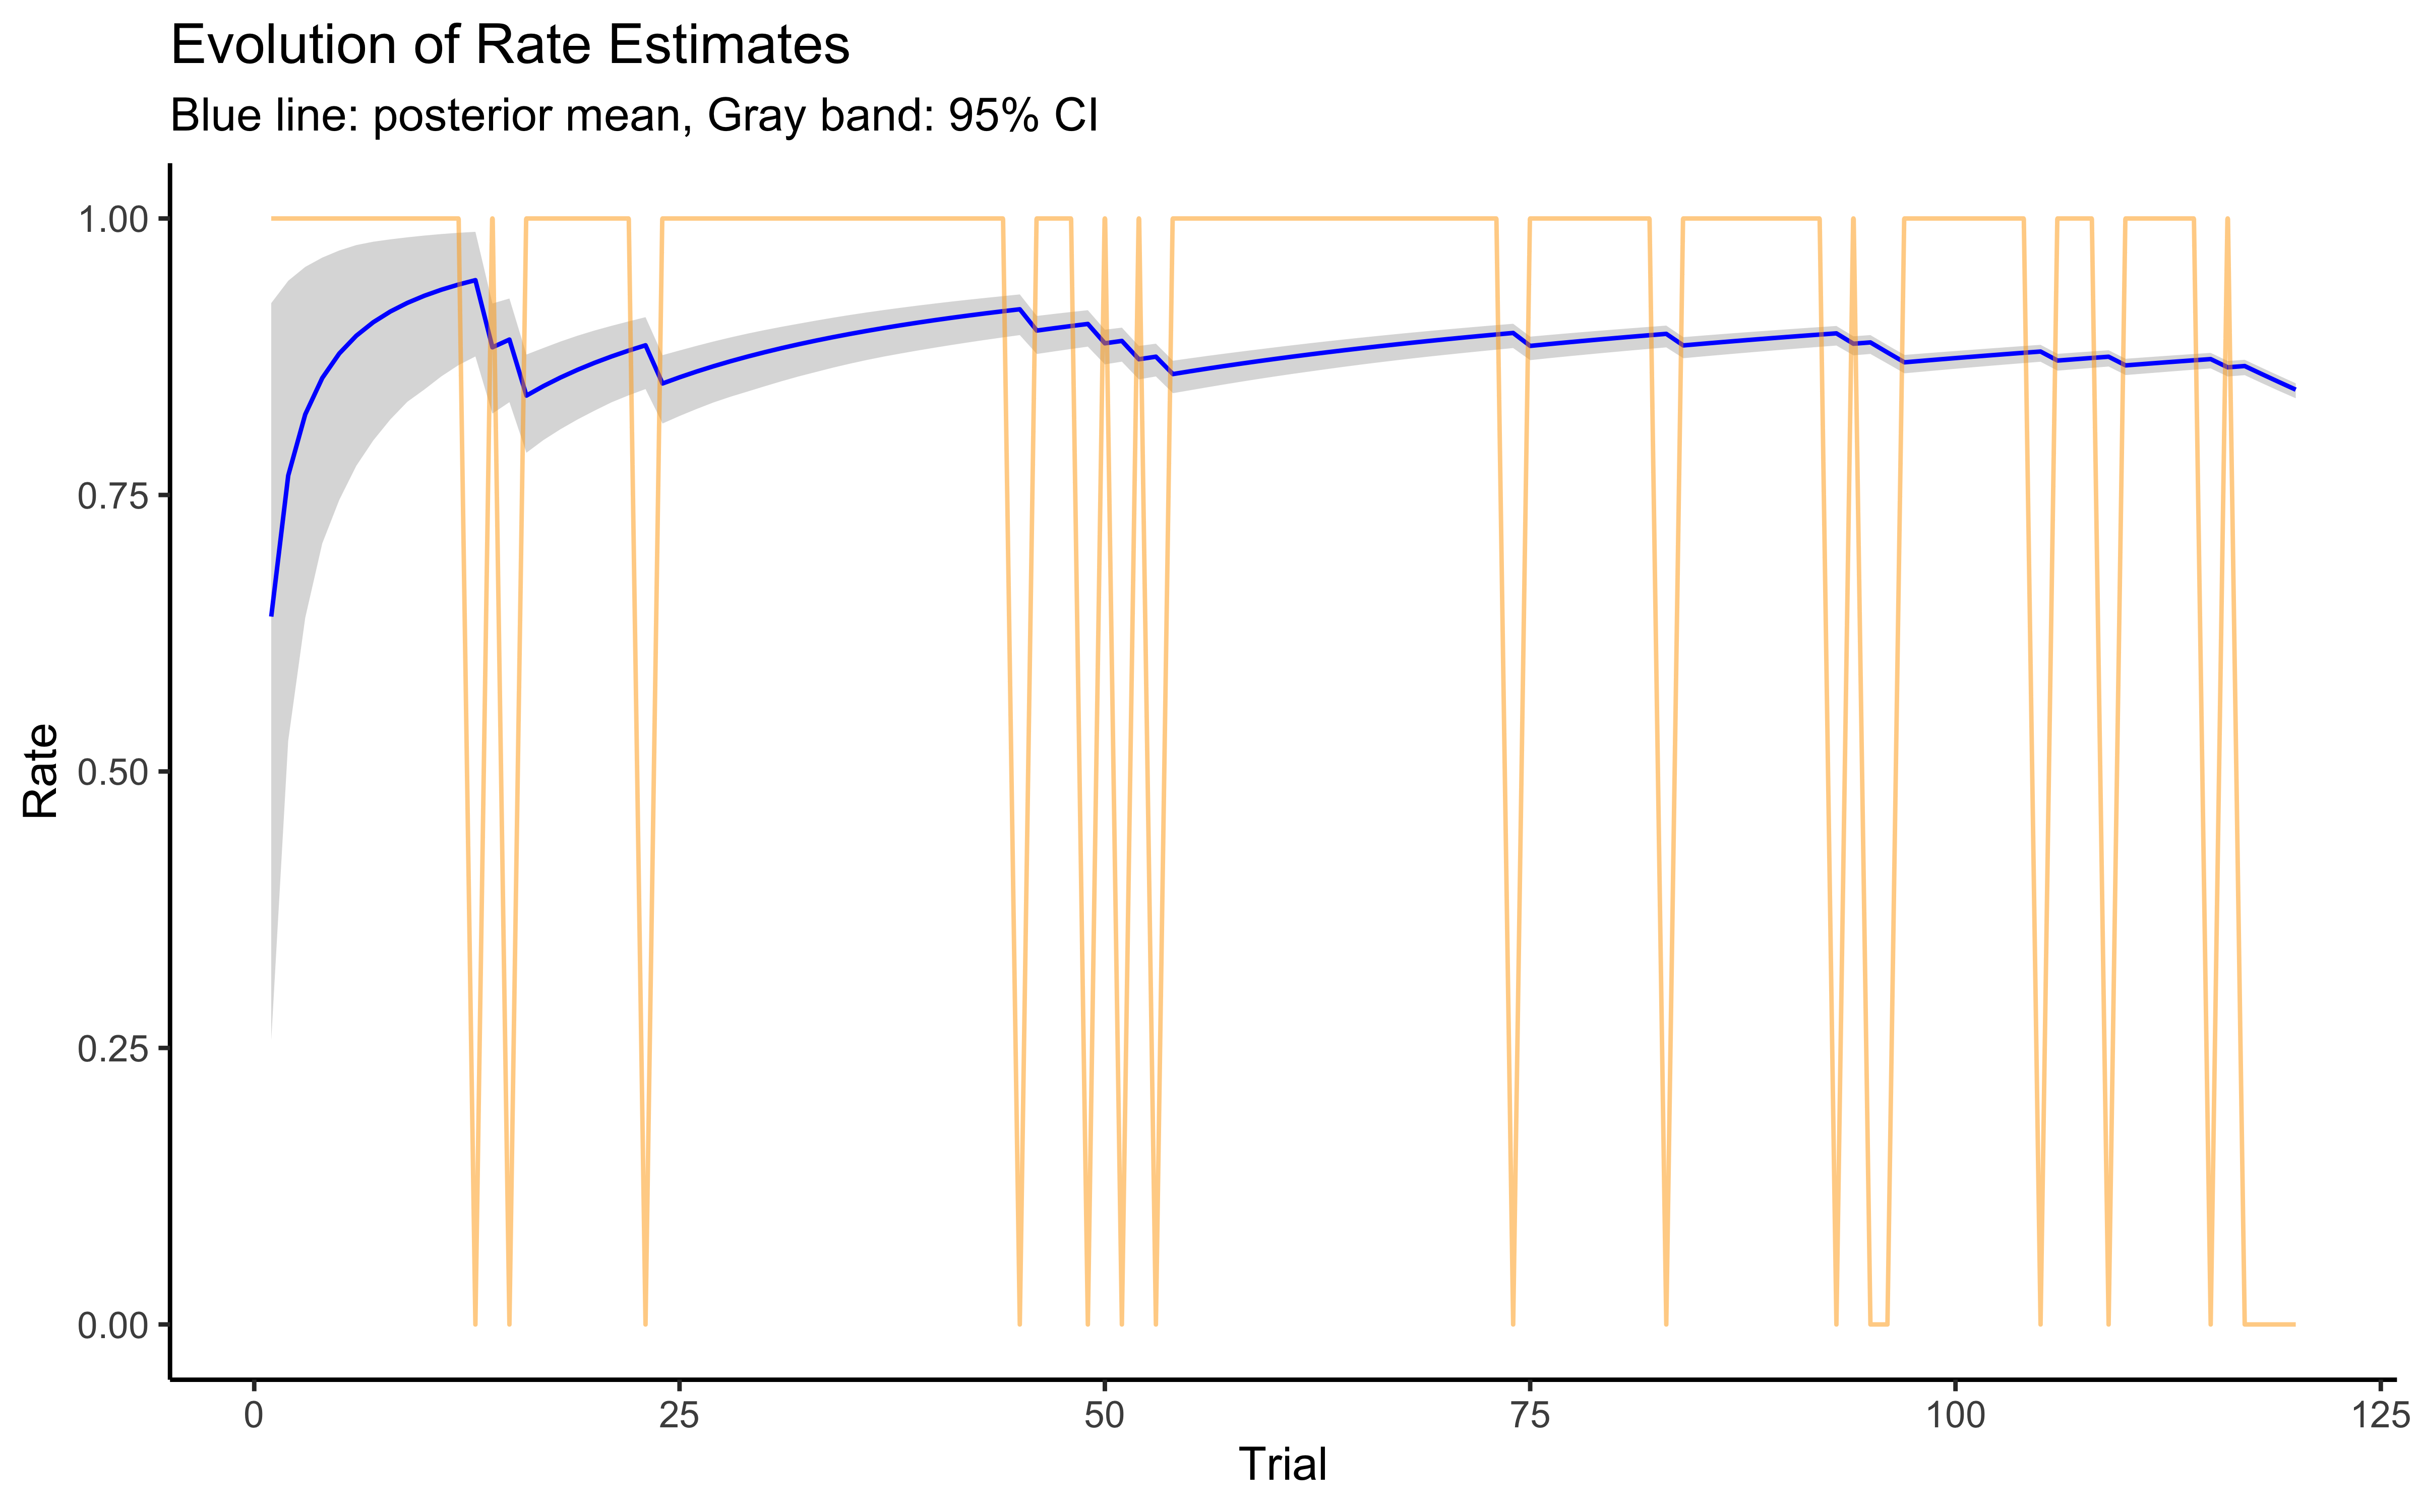 Evolution of Rate Estimates
Blue line: posterior mean, Gray band: 95% CI
Rate
1.00
0.75
0.50
0.25
0.00
0 25 50 75 100 125
Trial